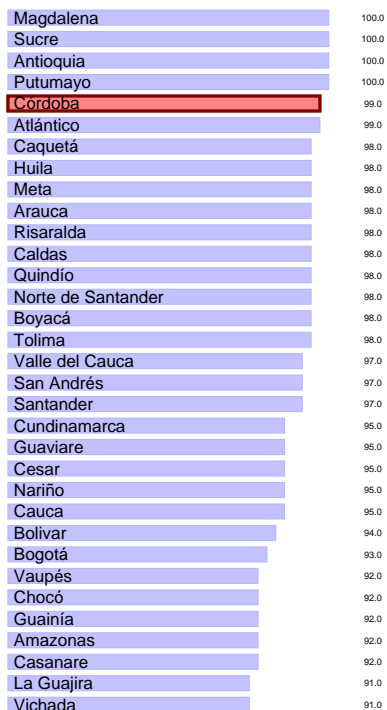 Magdalena 100.0
Sucre 100.0
Antioquia 100.0
Putumayo 100.0
Córdoba 99.0
Atlántico 99.0
Caquetá 98.0
Huila 98.0
Meta 98.0
Arauca 98.0
Risaralda 98.0
Caldas 98.0
Quindío 98.0
Norte de Santander 98.0
Boyacá 98.0
Tolima 98.0
Valle del Cauca 97.0
San Andrés 97.0
Santander 97.0
Cundinamarca 95.0
Guaviare 95.0
Cesar 95.0
Nariño 95.0
Cauca 95.0
Bolivar 94.0
Bogotá 93.0
Vaupés 92.0
Chocó 92.0
Guainía 92.0
Amazonas 92.0
Casanare 92.0
La Guajira 91.0
Vichada 91.0